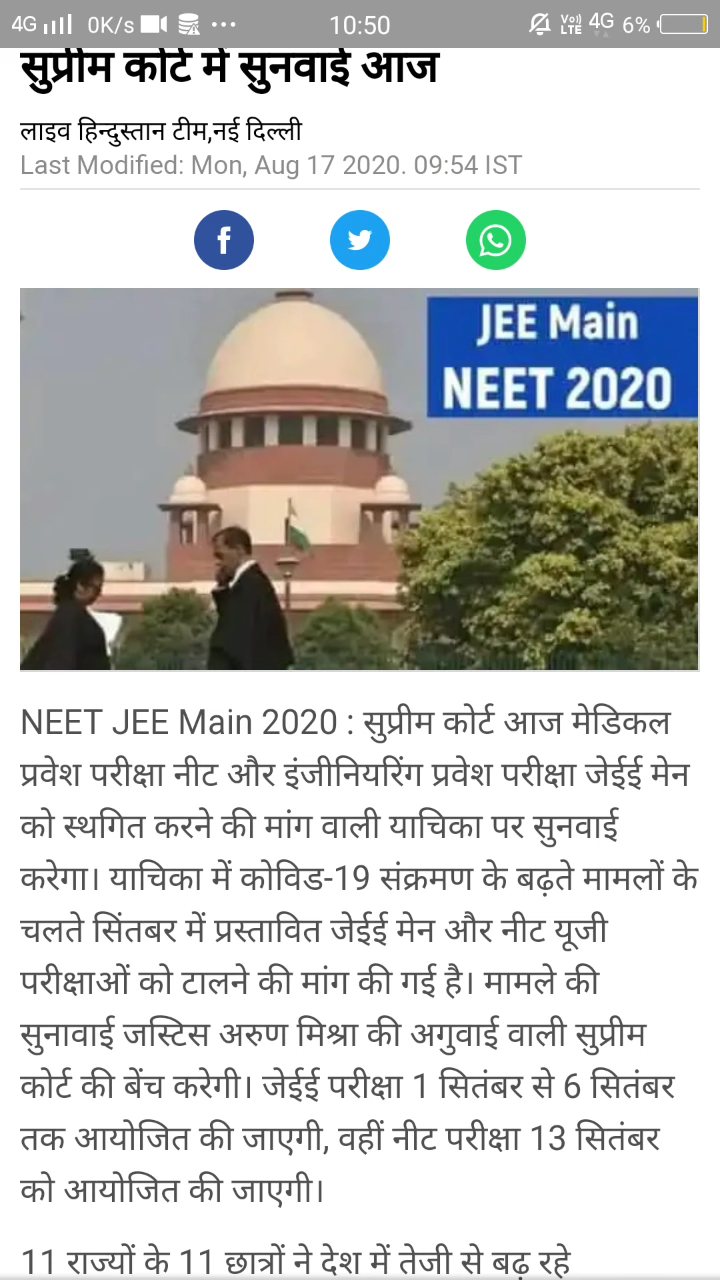 4G 0K/s ... 10:50 Vo) LTE 4G 6%
सुप्रीम कोर्ट में सुनवाई आज
लाइव हिन्दुस्तान टीम,नई दिल्ली
Last Modified: Mon, Aug 17 2020. 09:54 IST
f
JEE Main
NEET 2020
NEET JEE Main 2020 : सुप्रीम कोर्ट आज मेडिकल
प्रवेश परीक्षा नीट और इंजीनियरिंग प्रवेश परीक्षा जेईई मेन
को स्थगित करने की मांग वाली याचिका पर सुनवाई
करेगा। याचिका में कोविड-19 संक्रमण के बढ़ते मामलों के
चलते सिंतबर में प्रस्तावित जेईई मेन और नीट यूजी
परीक्षाओं को टालने की मांग की गई है। मामले की
सुनावाई जस्टिस अरुण मिश्रा की अगुवाई वाली सुप्रीम
कोर्ट की बेंच करेगी। जेईई परीक्षा 1 सितंबर से 6 सितंबर
तक आयोजित की जाएगी, वहीं नीट परीक्षा 13 सितंबर
को आयोजित की जाएगी।
11 राज्यों के 11 छात्रों ने देश में तेजी से बढ़ रहे